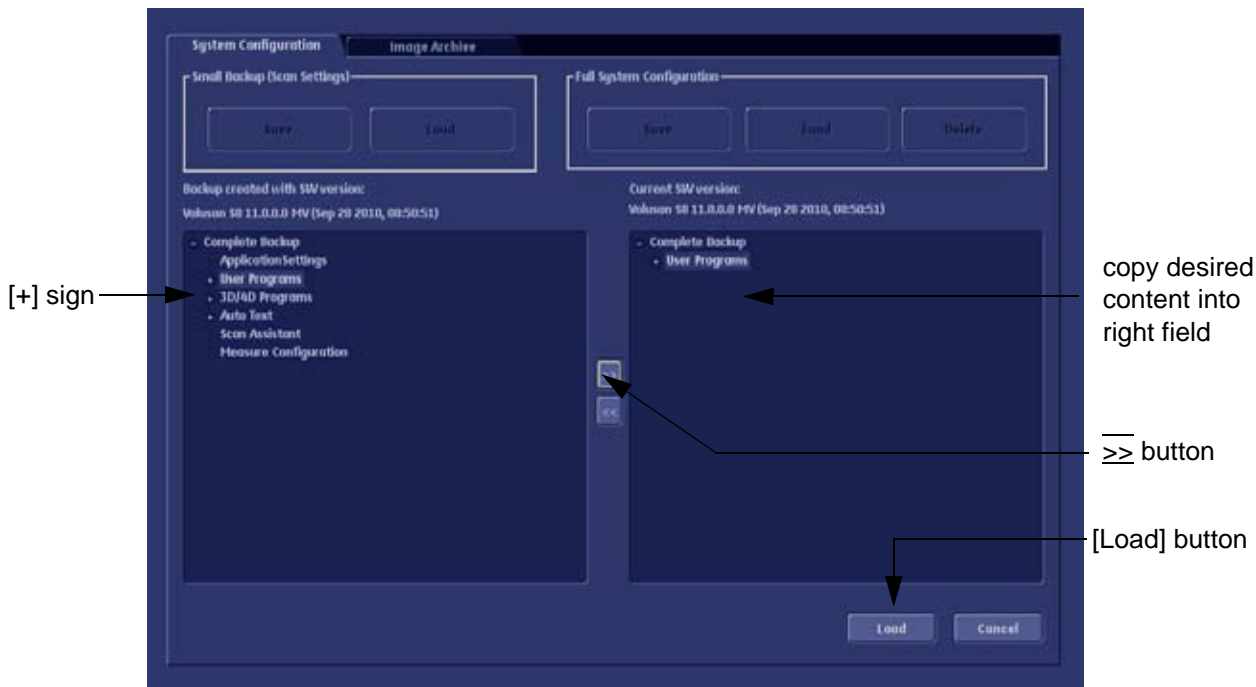 System Configuration
Image Archive
Small Backup (Scan Settings)
Full System Configuration
Save
Load
Save
Load
Delete
Backup created with SW version:
Voluson S8 11.0.0.0 MV (Sep 28 2010, 08:50:51)
Current SW version:
Voluson S8 11.0.0.0 MV (Sep 28 2010, 08:50:51)
- Complete Backup
Application Settings
+ User Programs
+ 3D/4D Programs
+ Auto Text
Scan Assistant
Measure Configuration
- Complete Backup
+ User Programs
>>
<<
Load
Cancel
[+] sign
copy desired
content into
right field
>> button
[Load] button